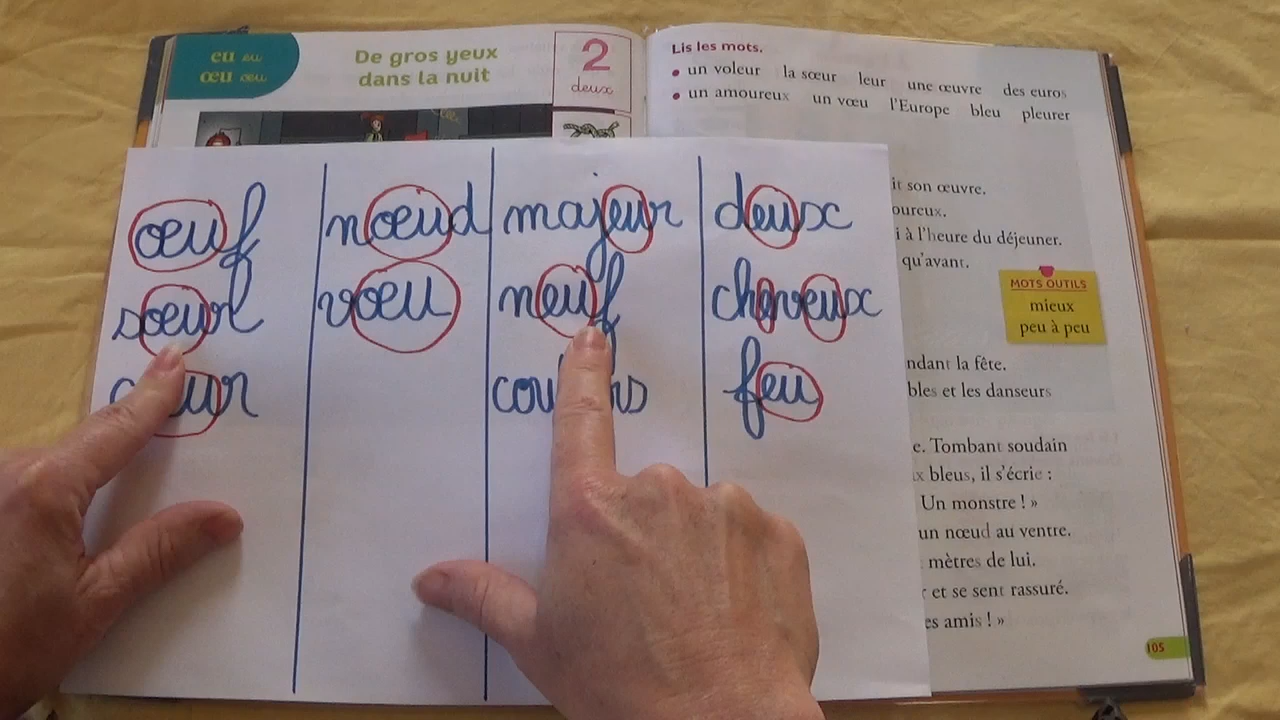 eu eu
œu œu
De gros yeux
dans la nuit
2
deux
Lis les mots.
• un voleur la sœur leur une œuvre des euros
• un amoureux un vœu l'Europe bleu pleurer
œuf nœud majeur deux
sœur vœu neuf cheveux
feu
it son œuvre.
oureux.
i à l'heure du déjeuner.
qu'avant.
MOTS OUTILS
mieux
peu à peu
ndant la fête.
bles et les danseurs
e. Tombant soudain
x bleus, il s'écrie :
Un monstre ! »
un nœud au ventre.
mètres de lui.
r et se sent rassuré.
es amis ! »
105